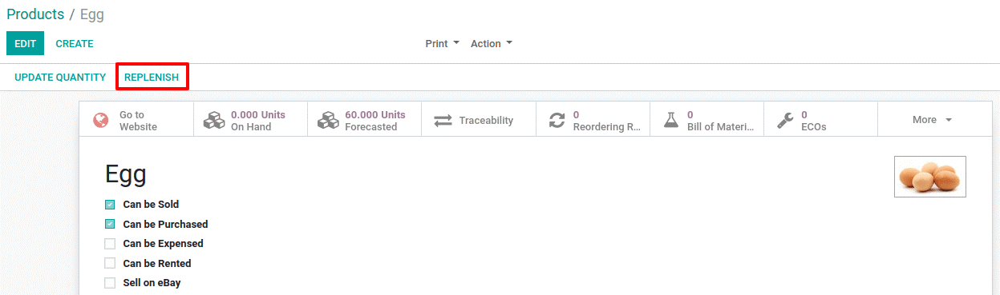 Products / Egg
EDIT CREATE Print Action
UPDATE QUANTITY REPLENISH
Go to Website
0.000 Units On Hand
60.000 Units Forecasted
Traceability
0 Reordering R...
0 Bill of Materi...
0 ECOs
More
Egg
Can be Sold
Can be Purchased
Can be Expensed
Can be Rented
Sell on eBay